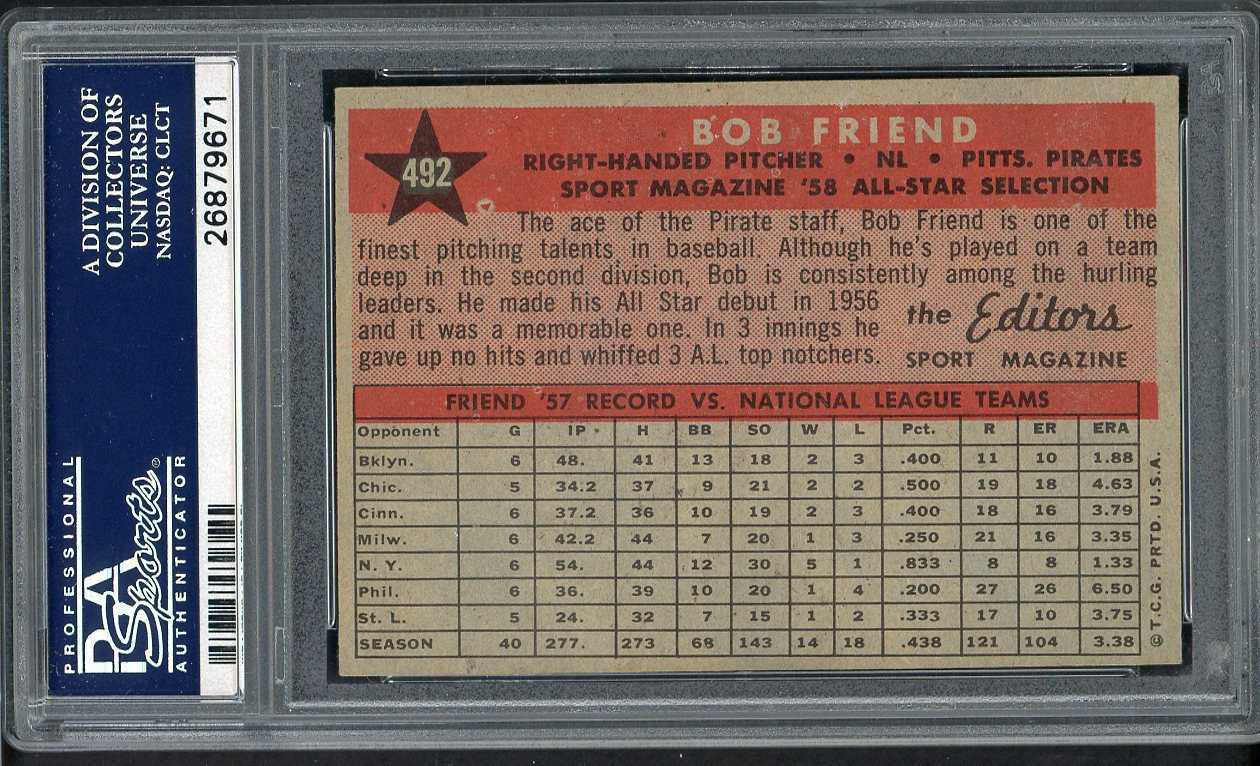 A DIVISION OF
COLLECTORS
UNIVERSE
NASDAQ: CLCT
26879671
PROFESSIONAL
PSA
Sports®
AUTHENTICATOR
492
BOB FRIEND
RIGHT-HANDED PITCHER • NL • PITTS. PIRATES
SPORT MAGAZINE '58 ALL-STAR SELECTION
The ace of the Pirate staff, Bob Friend is one of the
finest pitching talents in baseball. Although he's played on a team
deep in the second division, Bob is consistently among the hurling
leaders. He made his All Star debut in 1956
and it was a memorable one. In 3 innings he
gave up no hits and whiffed 3 A.L. top notchers.
the Editors
SPORT MAGAZINE
FRIEND '57 RECORD VS. NATIONAL LEAGUE TEAMS
Opponent G IP H BB SO W L Pct. R ER ERA
Bklyn. 6 48. 41 13 18 2 3 .400 11 10 1.88
Chic. 5 34.2 37 9 21 2 2 .500 19 18 4.63
Cinn. 6 37.2 36 10 19 2 3 .400 18 16 3.79
Milw. 6 42.2 44 7 20 1 3 .250 21 16 3.35
N. Y. 6 54. 44 12 30 5 1 .833 8 8 1.33
Phil. 6 36. 39 10 20 1 4 .200 27 26 6.50
St. L. 5 24. 32 7 15 1 2 .333 17 10 3.75
SEASON 40 277. 273 68 143 14 18 .438 121 104 3.38
©T.C.G. PRTD. U.S.A.